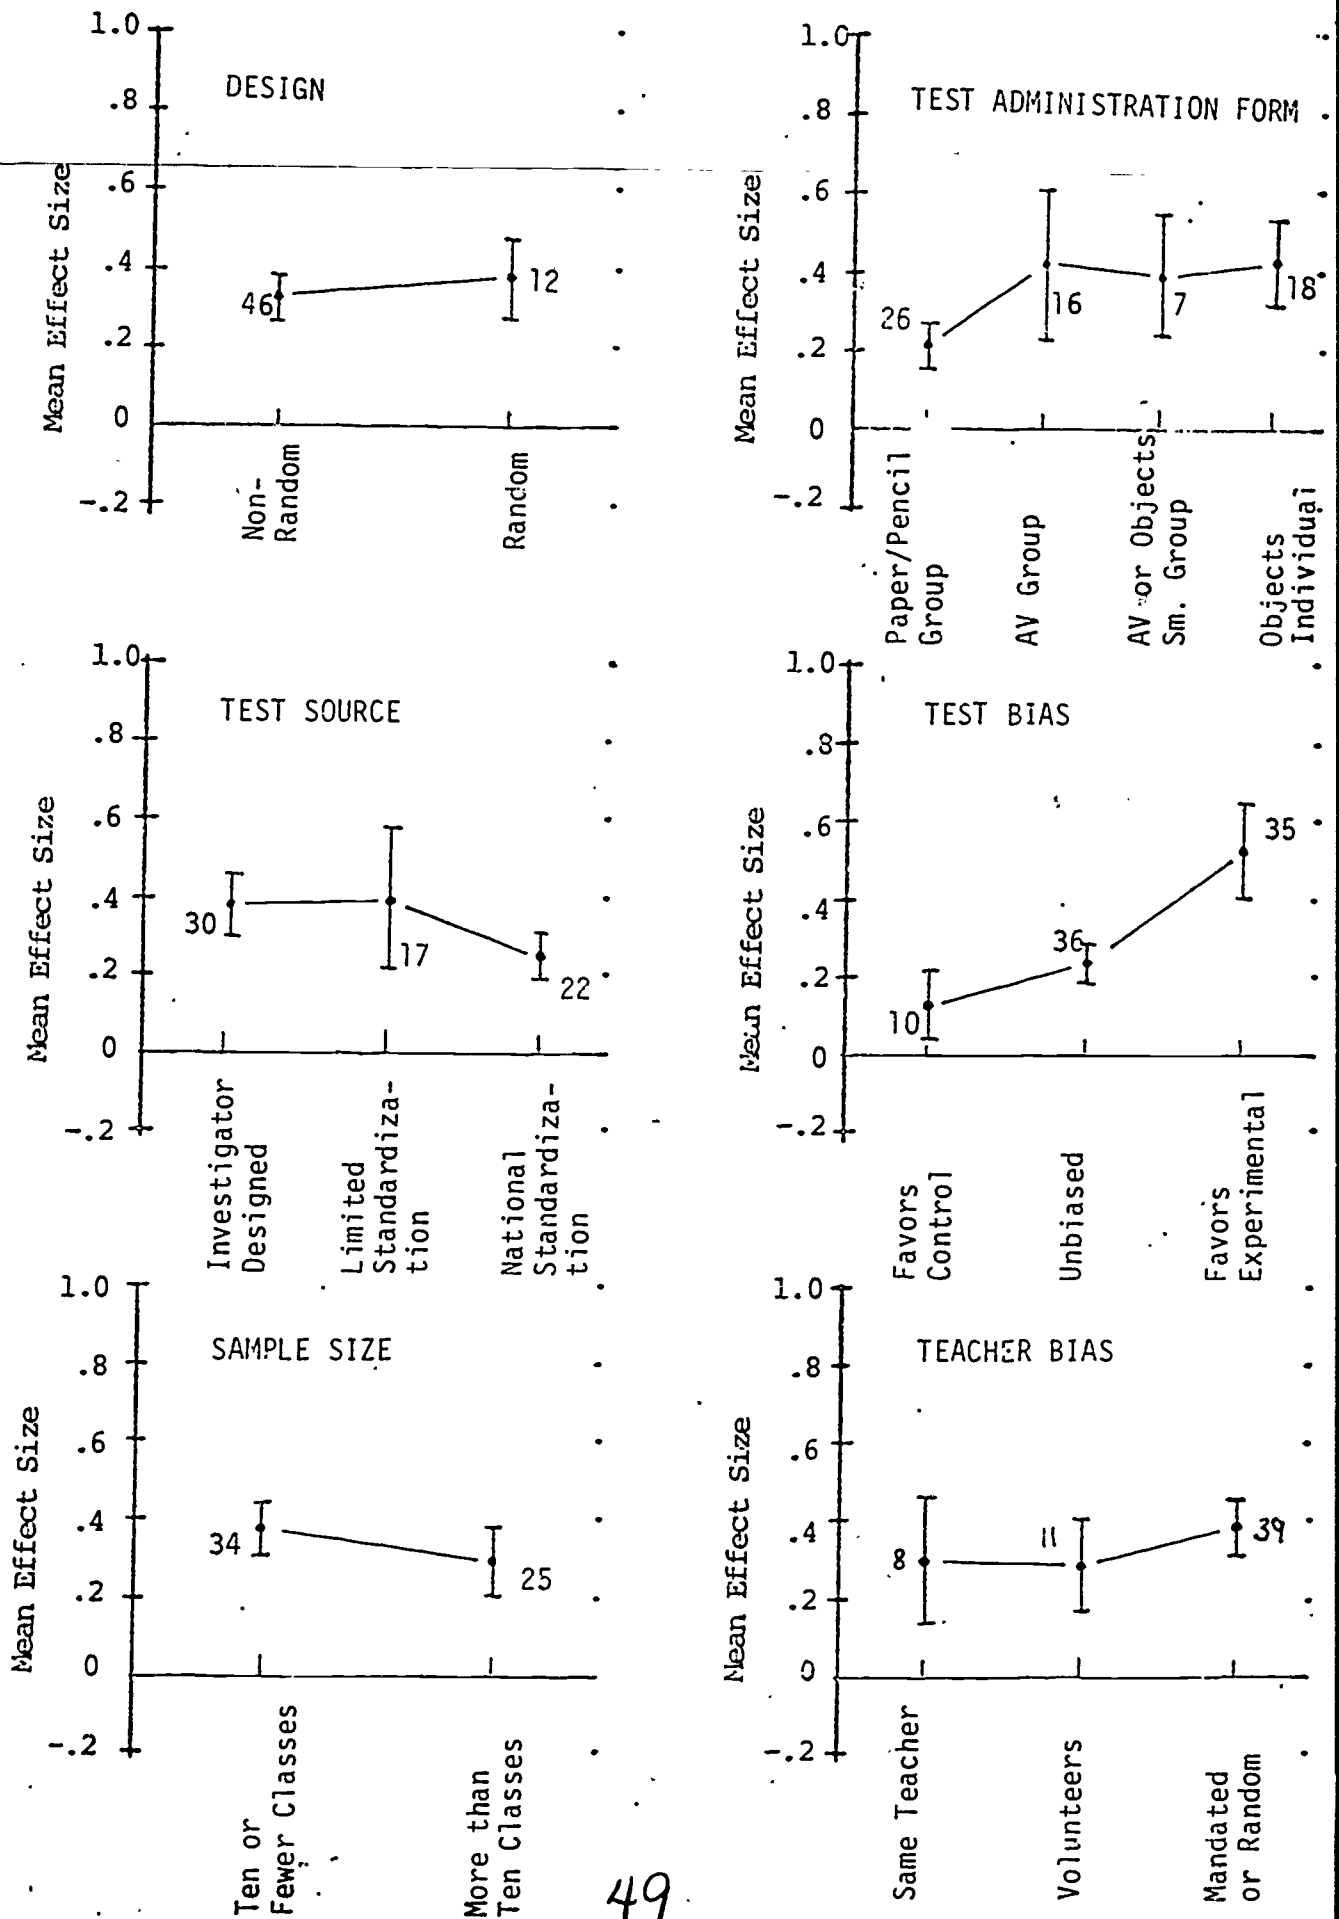 DESIGN
1.0
.8
.6
.4
.2
0
-.2
Mean Effect Size
46
12
Non-
Random
Random
TEST ADMINISTRATION FORM
1.0
.8
.6
.4
.2
0
-.2
Mean Effect Size
26
16
7
18
Paper/Pencil
Group
AV Group
AV or Objects
Sm. Group
Objects
Individual
TEST SOURCE
1.0
.8
.6
.4
.2
0
-.2
Mean Effect Size
30
17
22
Investigator
Designed
Limited
Standardiza-
tion
National
Standardiza-
tion
TEST BIAS
1.0
.8
.6
.4
.2
0
-.2
Mean Effect Size
10
36
35
Favors
Control
Unbiased
Favors
Experimental
SAMPLE SIZE
1.0
.8
.6
.4
.2
0
-.2
Mean Effect Size
34
25
Ten or
Fewer Classes
More than
Ten Classes
TEACHER BIAS
1.0
.8
.6
.4
.2
0
-.2
Mean Effect Size
8
11
39
Same Teacher
Volunteers
Mandated
or Random
49